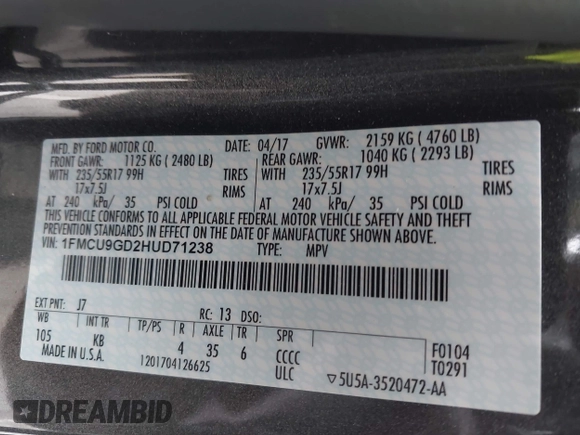 MFD. BY FORD MOTOR CO.
DATE: 04/17 GVWR: 2159 KG ( 4760 LB)
FRONT GAWR: 1125 KG ( 2480 LB) REAR GAWR: 1040 KG ( 2293 LB)
WITH 235/55R17 99H TIRES WITH 235/55R17 99H TIRES
17x7.5J RIMS 17x7.5J RIMS
AT 240 kPa/ 35 PSI COLD AT 240 kPa/ 35 PSI COLD
THIS VEHICLE CONFORMS TO ALL APPLICABLE FEDERAL MOTOR VEHICLE SAFETY AND THEFT
PREVENTION STANDARDS IN EFFECT ON THE DATE OF MANUFACTURE SHOWN ABOVE.
VIN: 1FMCU9GD2HUD71238 TYPE: MPV
EXT PNT: J7 RC: 13 DSO:
WB INT TR TP/PS R AXLE TR SPR
105 KB 4 35 6 CCCC F0104
MADE IN U.S.A. 1201704126625 ULC T0291
▽5U5A-3520472-AA
DREAMBID